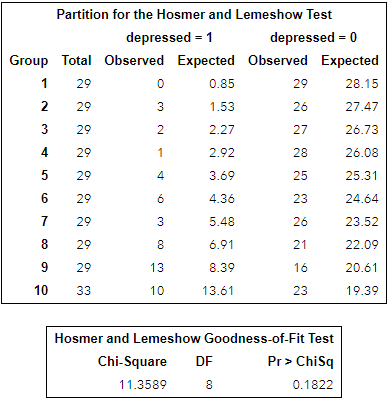 Partition for the Hosmer and Lemeshow Test
depressed = 1 depressed = 0
Group Total Observed Expected Observed Expected
1 29 0 0.85 29 28.15
2 29 3 1.53 26 27.47
3 29 2 2.27 27 26.73
4 29 1 2.92 28 26.08
5 29 4 3.69 25 25.31
6 29 6 4.36 23 24.64
7 29 3 5.48 26 23.52
8 29 8 6.91 21 22.09
9 29 13 8.39 16 20.61
10 33 10 13.61 23 19.39
Hosmer and Lemeshow Goodness-of-Fit Test
Chi-Square DF Pr > ChiSq
11.3589 8 0.1822